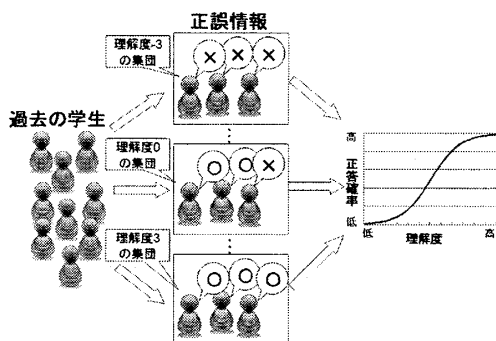 正誤情報
理解度-3
の集団
× × ×
過去の学生
理解度0
の集団
○ ○ ×
高
正答確率
低
低 理解度 高
理解度3
の集団
○ ○ ○